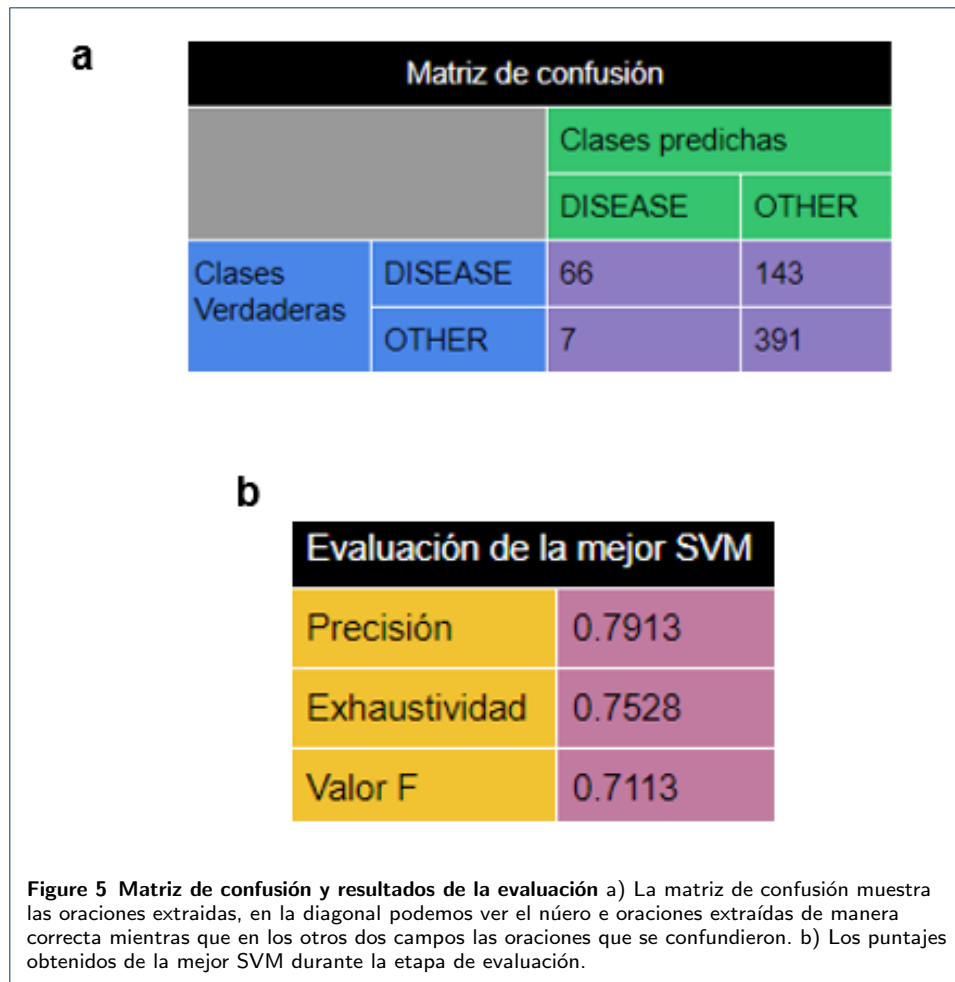 a
Matriz de confusión
Clases predichas
DISEASE OTHER
Clases Verdaderas DISEASE 66 143
OTHER 7 391
b
Evaluación de la mejor SVM
Precisión 0.7913
Exhaustividad 0.7528
Valor F 0.7113
Figure 5 Matriz de confusión y resultados de la evaluación a) La matriz de confusión muestra
las oraciones extraidas, en la diagonal podemos ver el núero e oraciones extraídas de manera
correcta mientras que en los otros dos campos las oraciones que se confundieron. b) Los puntajes
obtenidos de la mejor SVM durante la etapa de evaluación.